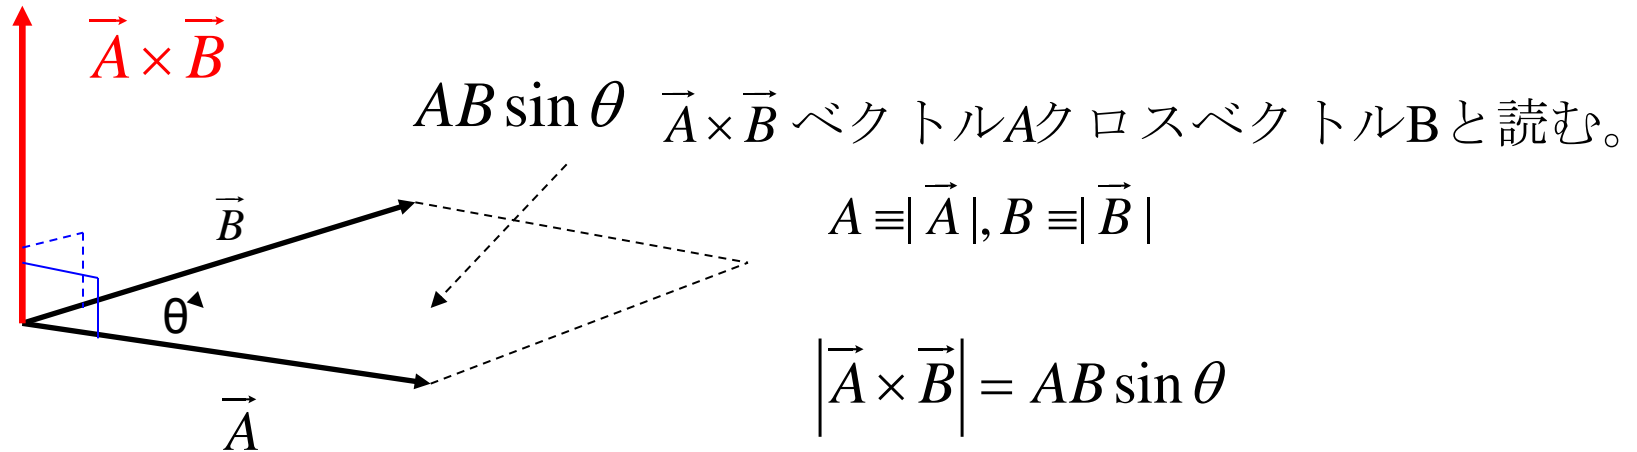 A⃗ × B⃗
AB sin θ
A⃗ × B⃗ ベクトルAクロスベクトルBと読む。
A ≡| A⃗ |, B ≡| B⃗ |
B⃗
θ
A⃗
|A⃗ × B⃗| = AB sin θ